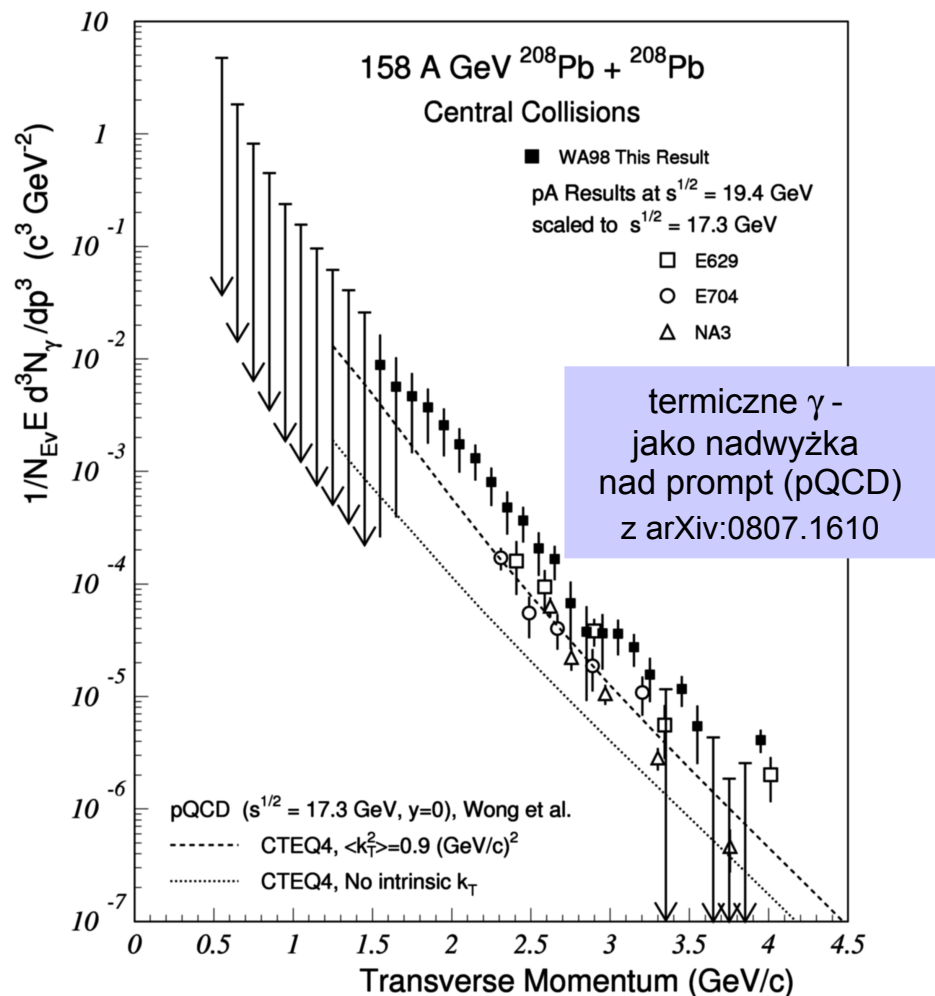 10
1
10⁻¹
10⁻²
10⁻³
10⁻⁴
10⁻⁵
10⁻⁶
10⁻⁷
1/N_Ev E d³N_γ/dp³ (c³ GeV⁻²)
158 A GeV ²⁰⁸Pb + ²⁰⁸Pb
Central Collisions
WA98 This Result
pA Results at s^1/2 = 19.4 GeV
scaled to s^1/2 = 17.3 GeV
E629
E704
NA3
termiczne γ -
jako nadwyżka
nad prompt (pQCD)
z arXiv:0807.1610
pQCD (s^1/2 = 17.3 GeV, y=0), Wong et al.
CTEQ4, <k_T²>=0.9 (GeV/c)²
CTEQ4, No intrinsic k_T
0 0.5 1 1.5 2 2.5 3 3.5 4 4.5
Transverse Momentum (GeV/c)